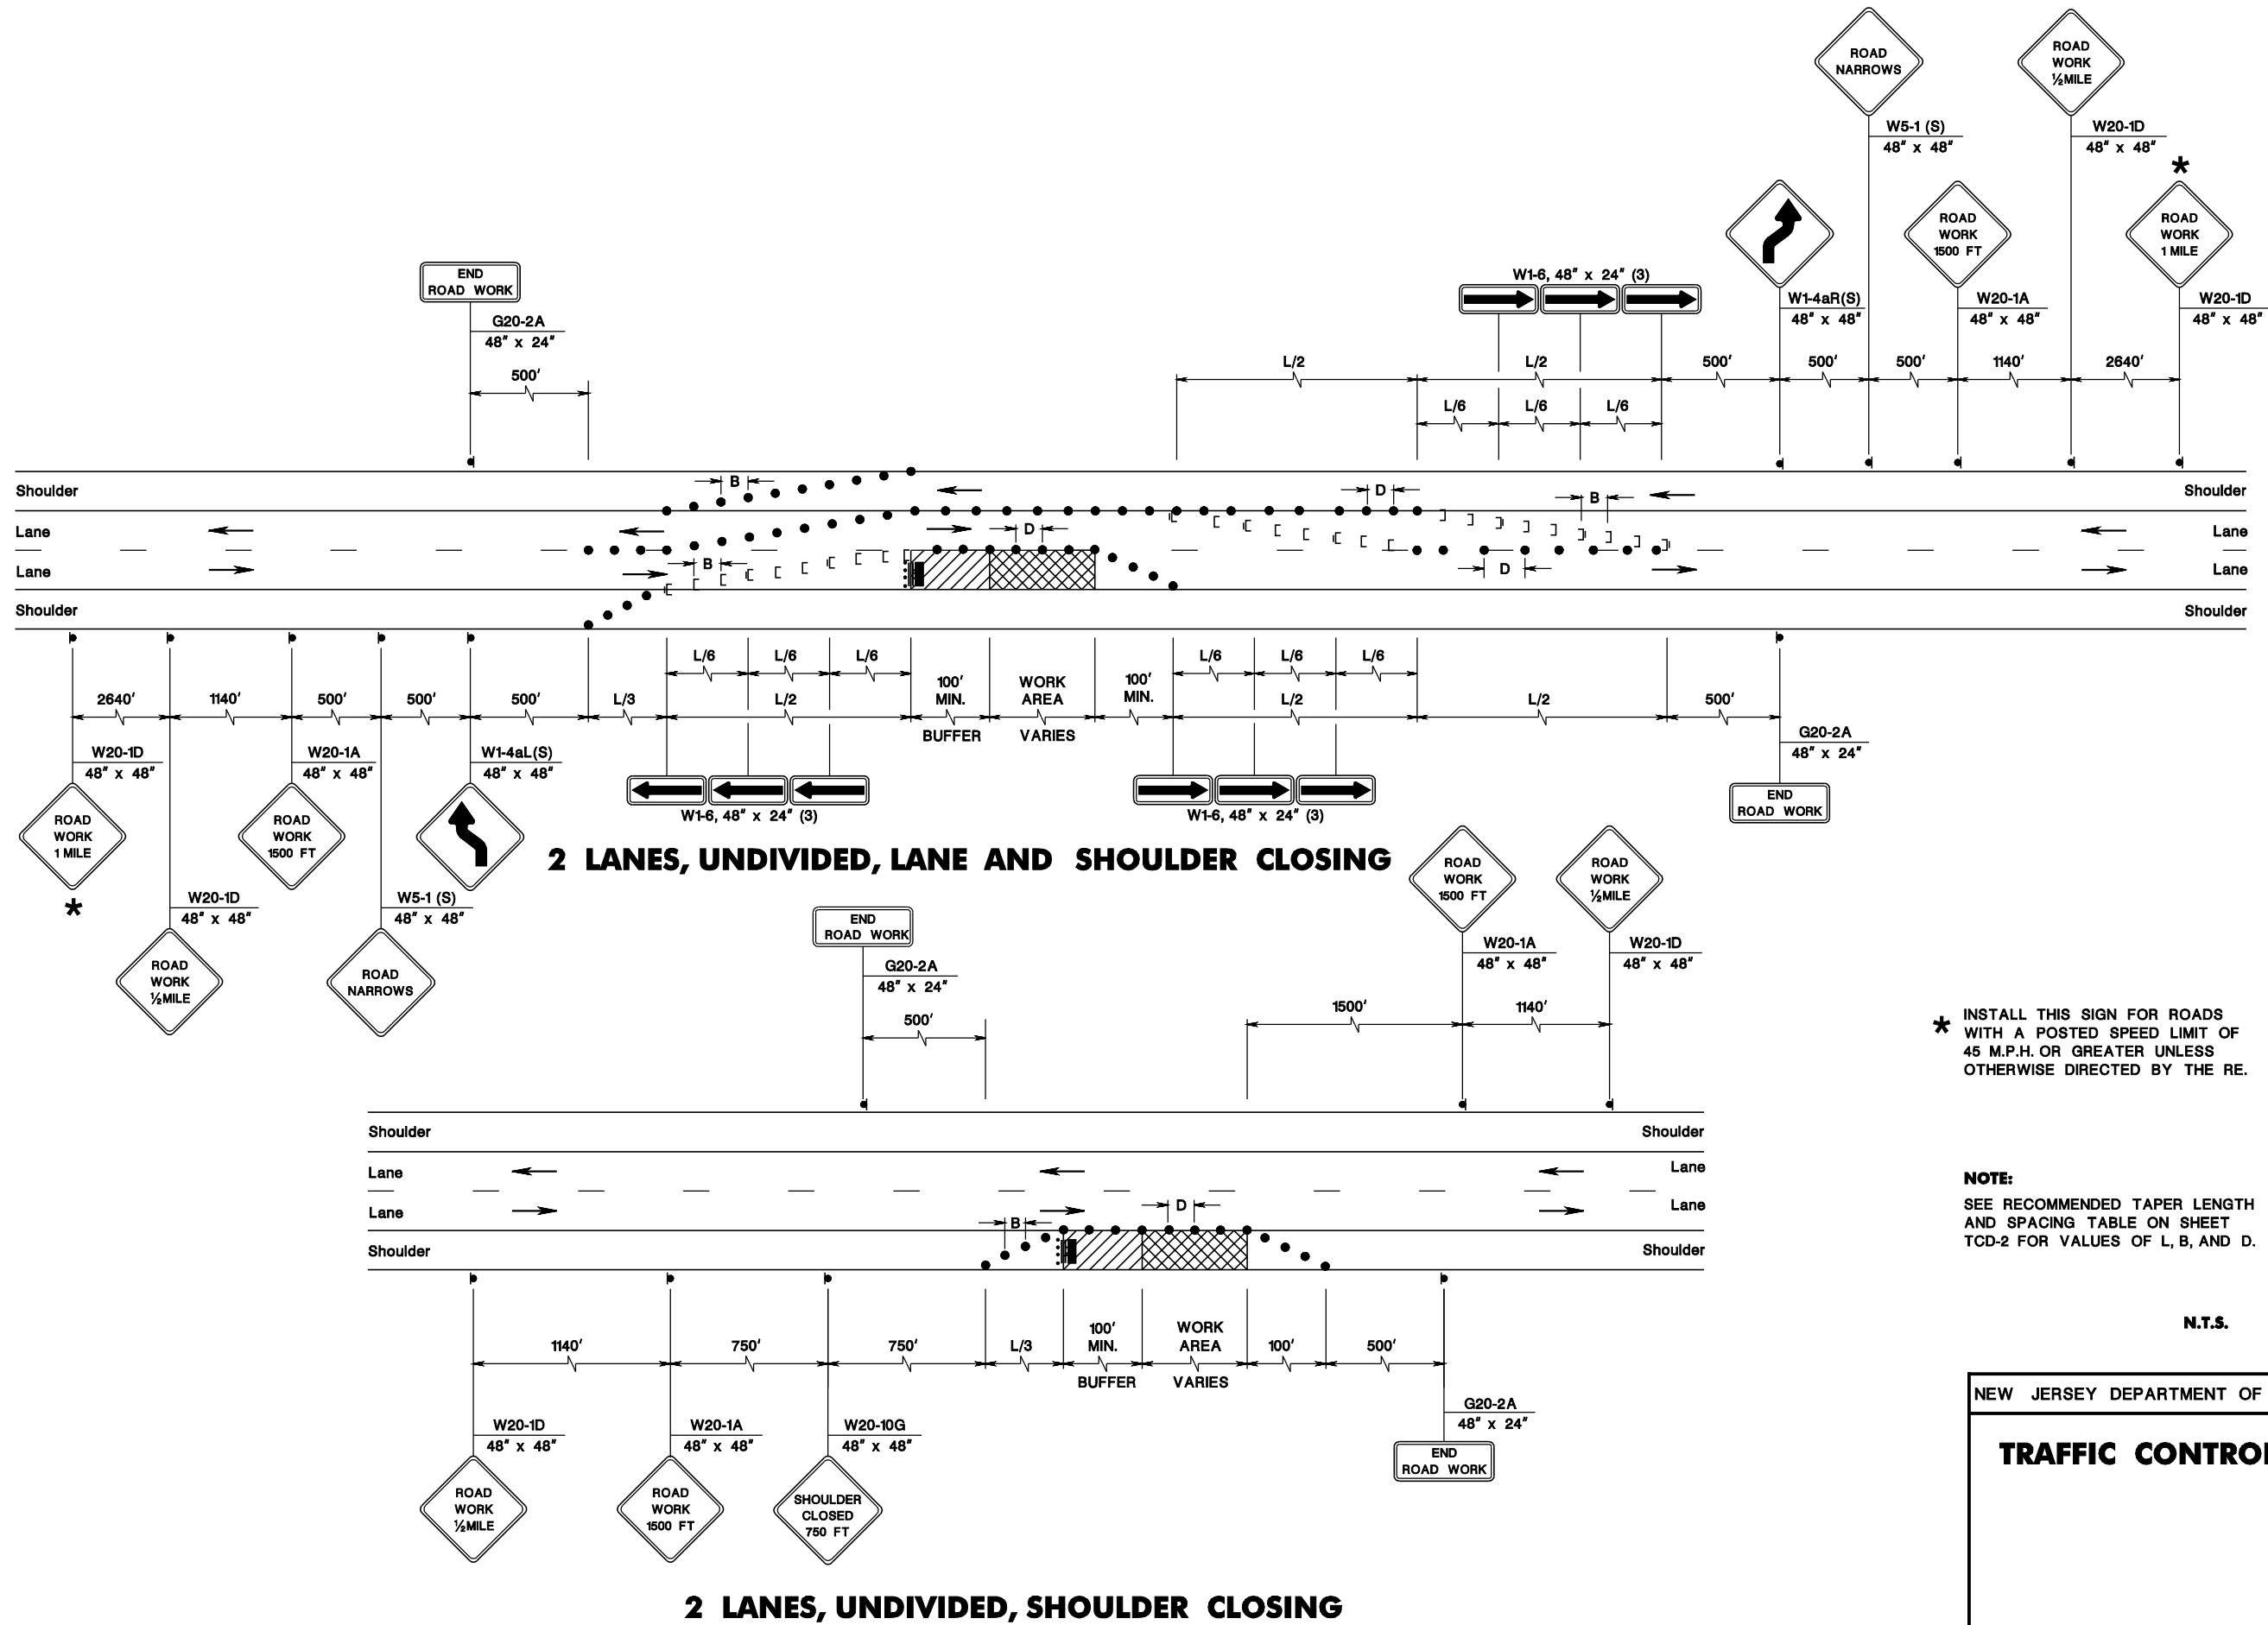 ROAD
NARROWS
ROAD
WORK
½MILE
W5-1 (S)
48" x 48"
W20-1D
48" x 48"
*
ROAD
WORK
1500 FT
ROAD
WORK
1 MILE
END
ROAD WORK
W1-6, 48" x 24" (3)
W1-4aR(S)
48" x 48"
W20-1A
48" x 48"
W20-1D
48" x 48"
G20-2A
48" x 24"
500'
L/2
L/2
500'
500'
500'
1140'
2640'
L/6
L/6
L/6
Shoulder
B
D
B
Shoulder
Lane
D
Lane
Lane
B
D
Lane
Shoulder
Shoulder
L/6
L/6
L/6
L/6
L/6
L/6
2640'
1140'
500'
500'
500'
L/3
L/2
100'
MIN.
BUFFER
WORK
AREA
VARIES
100'
MIN.
L/2
L/2
500'
W20-1D
48" x 48"
W20-1A
48" x 48"
W1-4aL(S)
48" x 48"
G20-2A
48" x 24"
ROAD
WORK
1 MILE
*
ROAD
WORK
1500 FT
W1-6, 48" x 24" (3)
W1-6, 48" x 24" (3)
END
ROAD WORK
2 LANES, UNDIVIDED, LANE AND SHOULDER CLOSING
W20-1D
48" x 48"
W5-1 (S)
48" x 48"
ROAD
WORK
½MILE
ROAD
NARROWS
END
ROAD WORK
ROAD
WORK
1500 FT
ROAD
WORK
½MILE
G20-2A
48" x 24"
W20-1A
48" x 48"
W20-1D
48" x 48"
500'
1500'
1140'
* INSTALL THIS SIGN FOR ROADS
WITH A POSTED SPEED LIMIT OF
45 M.P.H. OR GREATER UNLESS
OTHERWISE DIRECTED BY THE RE.
Shoulder
Shoulder
Lane
Lane
Lane
D
Lane
B
Shoulder
Shoulder
NOTE:
SEE RECOMMENDED TAPER LENGTH
AND SPACING TABLE ON SHEET
TCD-2 FOR VALUES OF L, B, AND D.
N.T.S.
1140'
750'
750'
L/3
100'
MIN.
BUFFER
WORK
AREA
VARIES
100'
500'
W20-1D
48" x 48"
W20-1A
48" x 48"
W20-10G
48" x 48"
G20-2A
48" x 24"
ROAD
WORK
½MILE
ROAD
WORK
1500 FT
SHOULDER
CLOSED
750 FT
END
ROAD WORK
2 LANES, UNDIVIDED, SHOULDER CLOSING
NEW JERSEY DEPARTMENT OF
TRAFFIC CONTRO